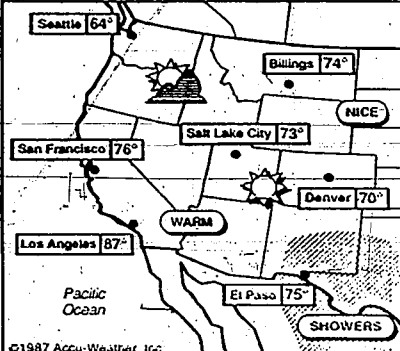 Seattle 64°
Billings 74°
NICE
Salt Lake City 73°
San Francisco 76°
Denver 70°
WARM
Los Angeles 87°
El Paso 75°
Pacific
Ocean
SHOWERS
©1987 Accu-Weather, Inc.